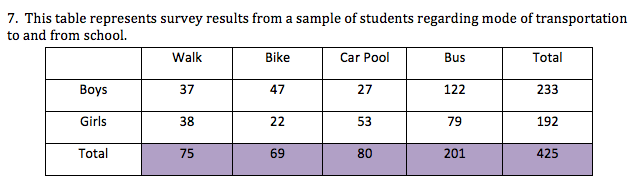 7. This table represents survey results from a sample of students regarding mode of transportation
to and from school.
Walk Bike Car Pool Bus Total
Boys 37 47 27 122 233
Girls 38 22 53 79 192
Total 75 69 80 201 425